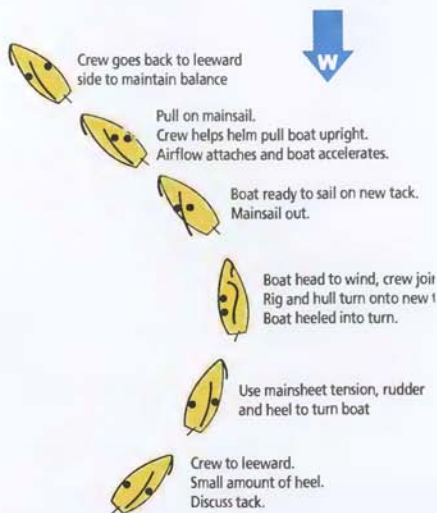 W
Crew goes back to leeward
side to maintain balance
Pull on mainsail.
Crew helps helm pull boat upright.
Airflow attaches and boat accelerates.
Boat ready to sail on new tack.
Mainsail out.
Boat head to wind, crew
Rig and hull turn onto new
Boat heeled into turn.
Use mainsheet tension, rudder
and heel to turn boat
Crew to leeward.
Small amount of heel.
Discuss tack.